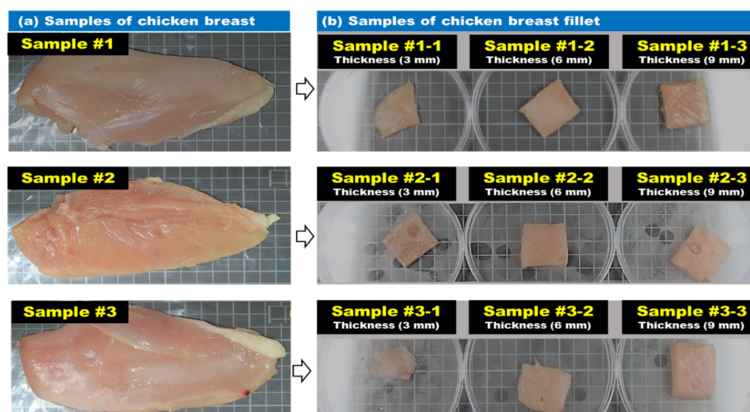 (a) Samples of chicken breast
(b) Samples of chicken breast fillet
Sample #1
Sample #1-1
Thickness (3 mm)
Sample #1-2
Thickness (6 mm)
Sample #1-3
Thickness (9 mm)
Sample #2
Sample #2-1
Thickness (3 mm)
Sample #2-2
Thickness (6 mm)
Sample #2-3
Thickness (9 mm)
Sample #3
Sample #3-1
Thickness (3 mm)
Sample #3-2
Thickness (6 mm)
Sample #3-3
Thickness (9 mm)